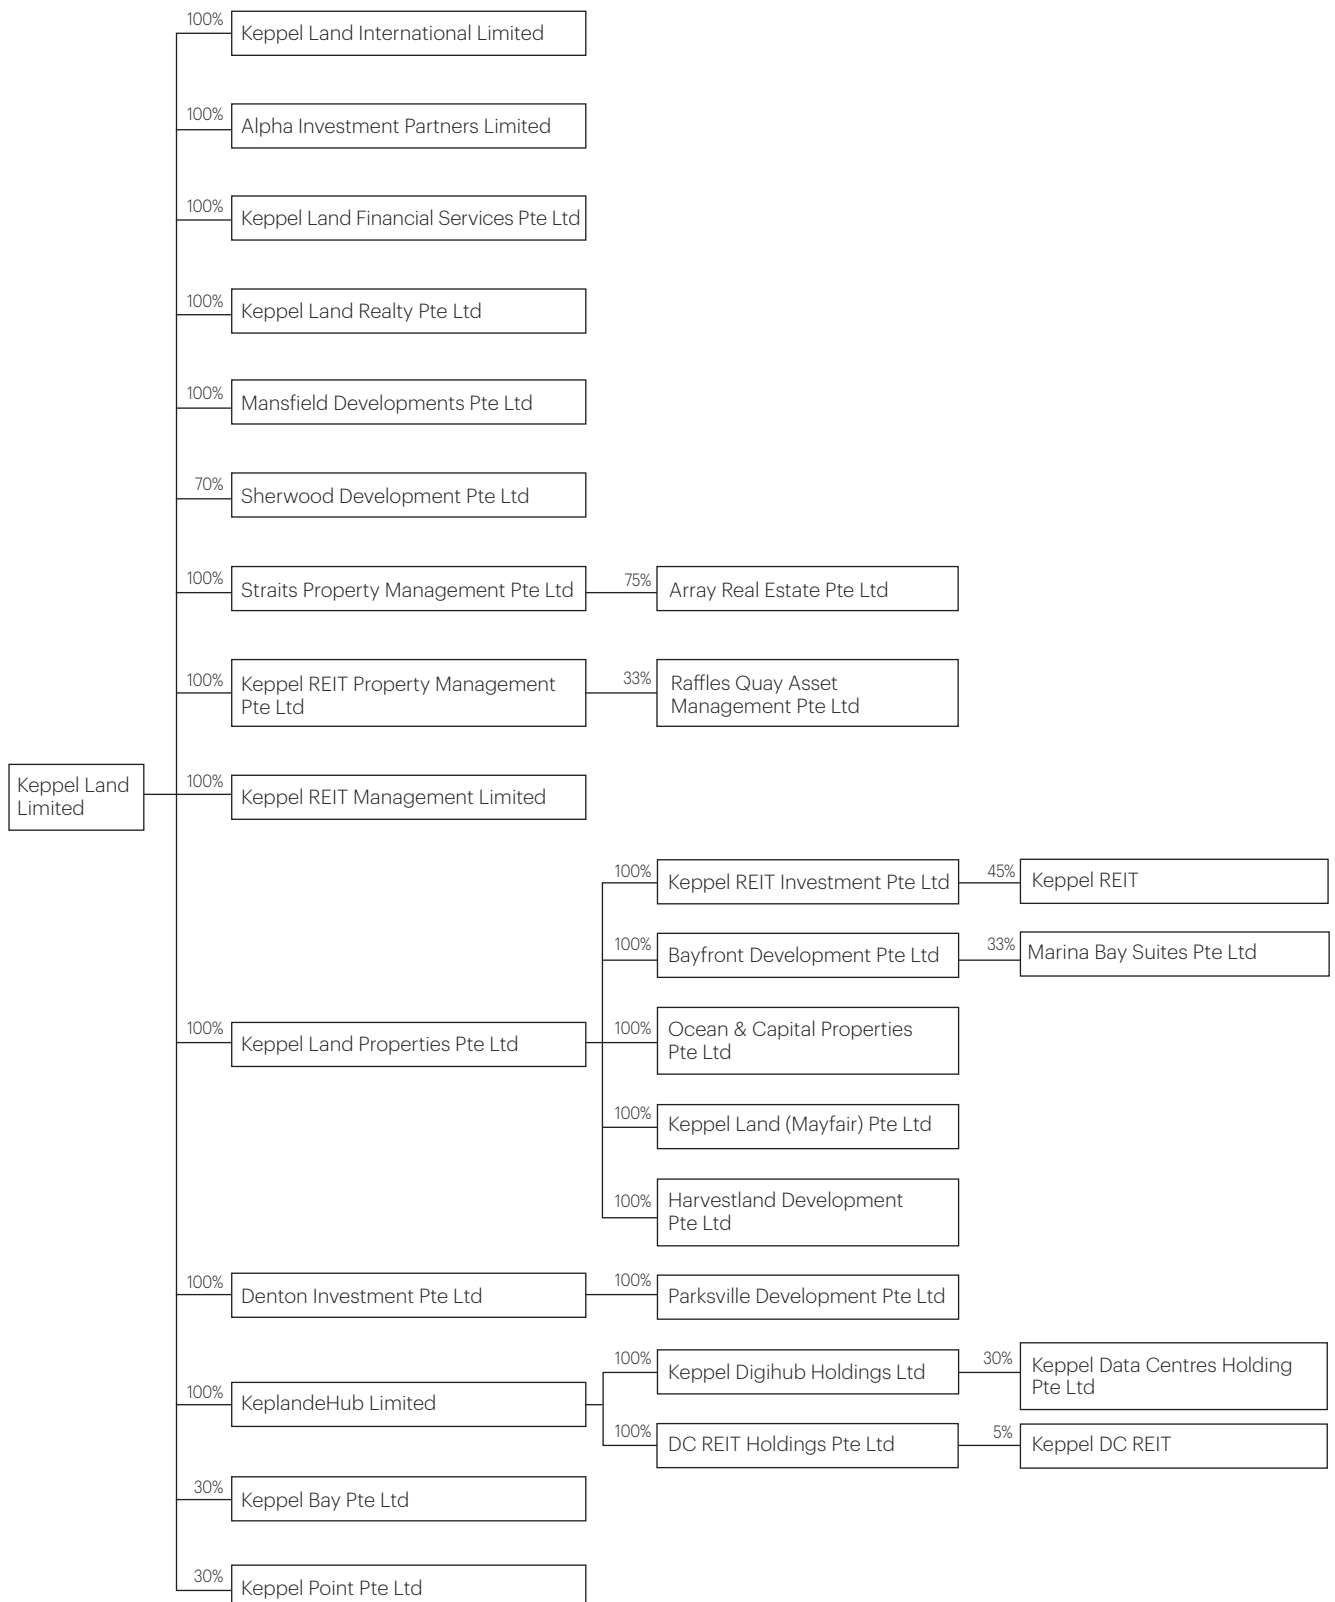 100%
Keppel Land International Limited
100%
Alpha Investment Partners Limited
100%
Keppel Land Financial Services Pte Ltd
100%
Keppel Land Realty Pte Ltd
100%
Mansfield Developments Pte Ltd
70%
Sherwood Development Pte Ltd
100%
Straits Property Management Pte Ltd
75%
Array Real Estate Pte Ltd
100%
Keppel REIT Property Management
Pte Ltd
33%
Raffles Quay Asset
Management Pte Ltd
Keppel Land
Limited
100%
Keppel REIT Management Limited
100%
Keppel REIT Investment Pte Ltd
45%
Keppel REIT
100%
Bayfront Development Pte Ltd
33%
Marina Bay Suites Pte Ltd
100%
Keppel Land Properties Pte Ltd
100%
Ocean & Capital Properties
Pte Ltd
100%
Keppel Land (Mayfair) Pte Ltd
100%
Harvestland Development
Pte Ltd
100%
Denton Investment Pte Ltd
100%
Parksville Development Pte Ltd
100%
Keppel Digihub Holdings Ltd
30%
Keppel Data Centres Holding
Pte Ltd
100%
KeplandeHub Limited
100%
DC REIT Holdings Pte Ltd
5%
Keppel DC REIT
30%
Keppel Bay Pte Ltd
30%
Keppel Point Pte Ltd